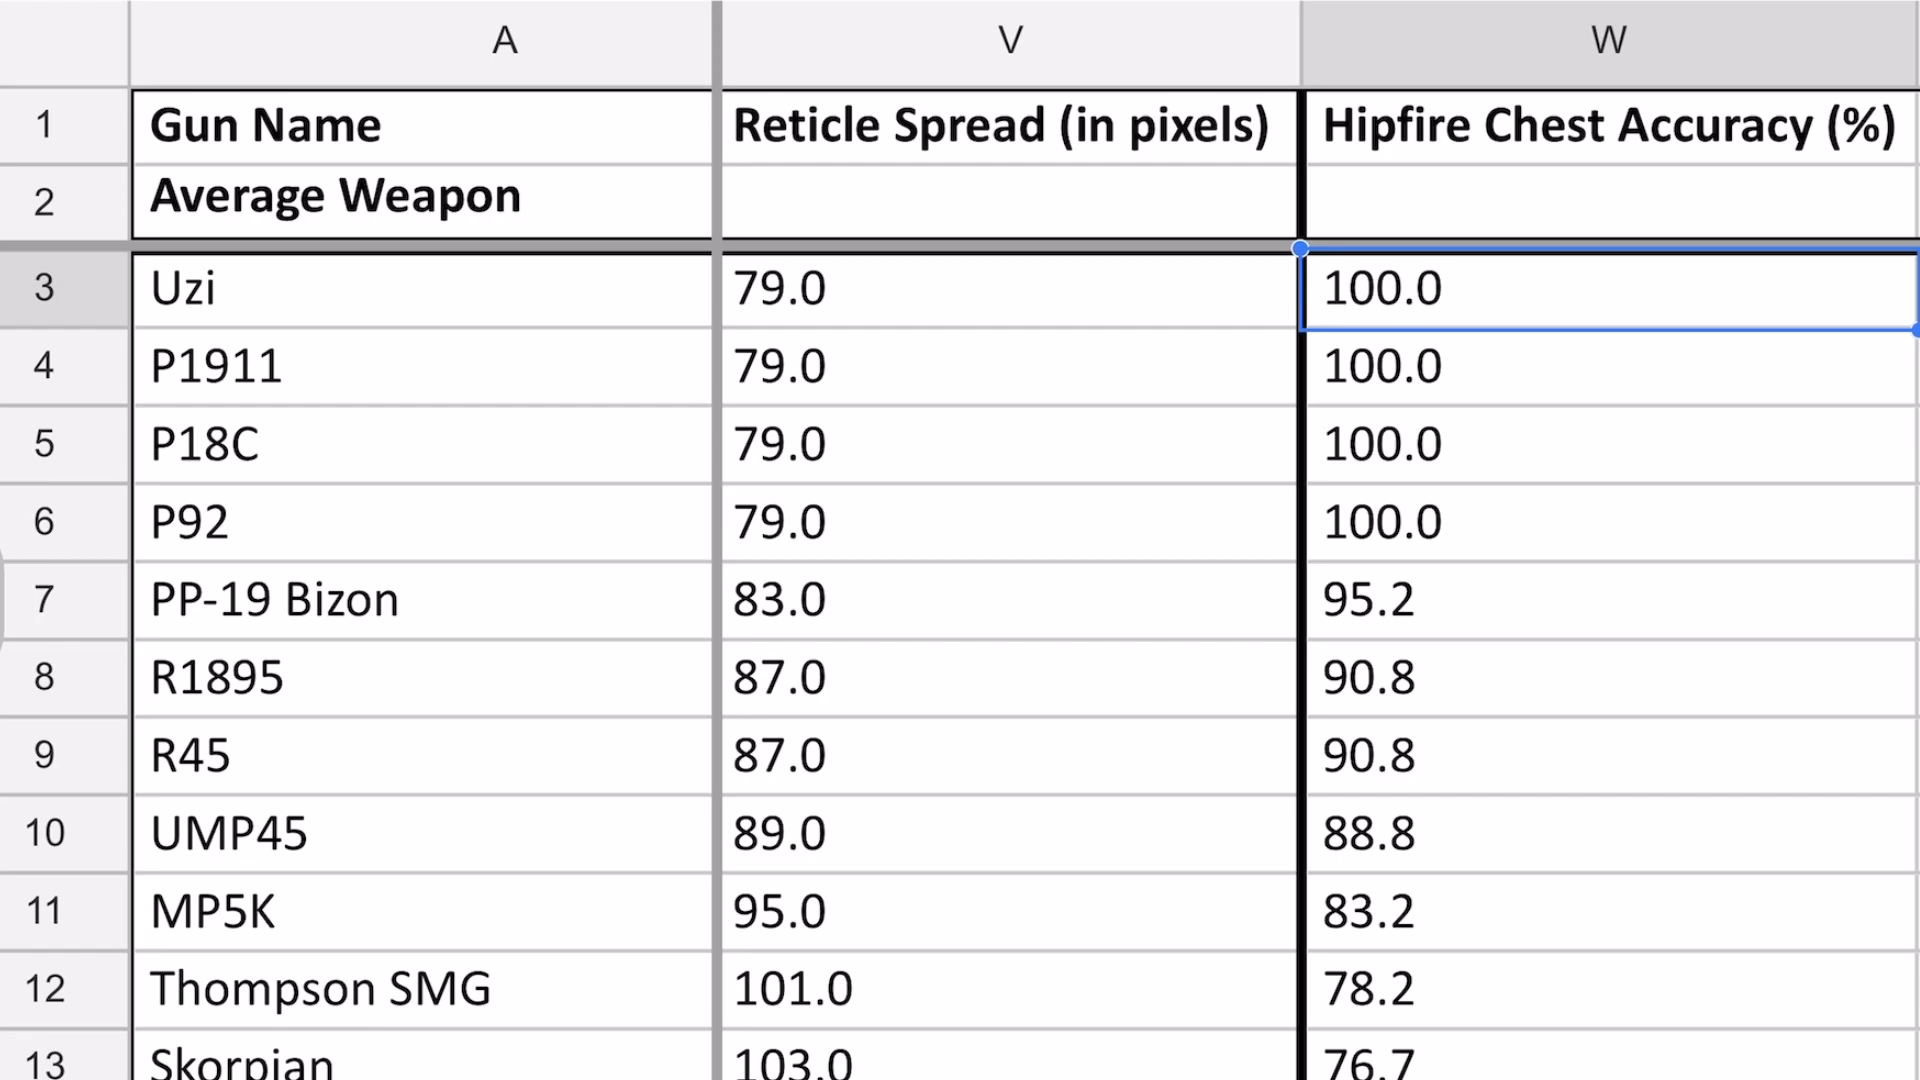 A V W
1 Gun Name Reticle Spread (in pixels) Hipfire Chest Accuracy (%)
2 Average Weapon
3 Uzi 79.0 100.0
4 P1911 79.0 100.0
5 P18C 79.0 100.0
6 P92 79.0 100.0
7 PP-19 Bizon 83.0 95.2
8 R1895 87.0 90.8
9 R45 87.0 90.8
10 UMP45 89.0 88.8
11 MP5K 95.0 83.2
12 Thompson SMG 101.0 78.2
13 Skorpian 103.0 76.7